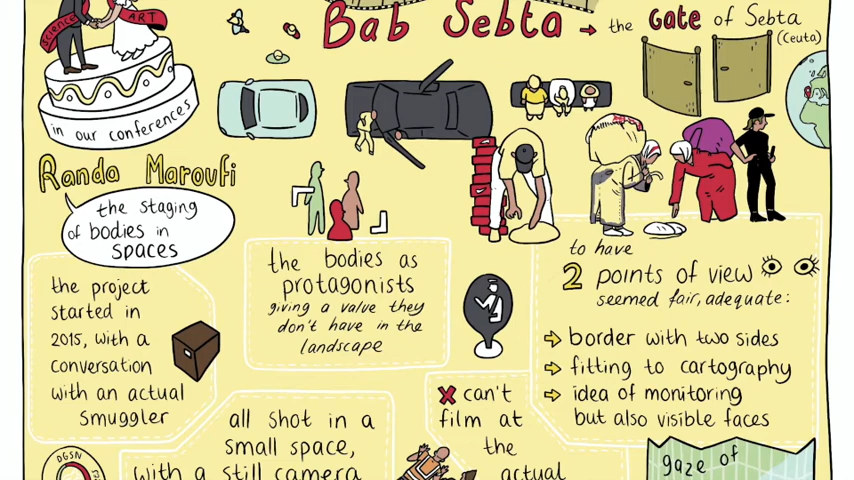 science
ART
in our conferences
Bab Sebta → the GATE of Sebta
(Ceuta)
Randa Maroufi
the staging
of bodies in
spaces
the project
started in
2015, with a
conversation
with an actual
smuggler
the bodies as
protagonists
giving a value they
don't have in the
landscape
to have
2 points of view
seemed fair, adequate:
⇨ border with two sides
⇨ fitting to cartography
⇨ idea of monitoring
but also visible faces
all shot in a
small space,
with a still camera
x can't
film at
the
actual
DGSN
gaze of